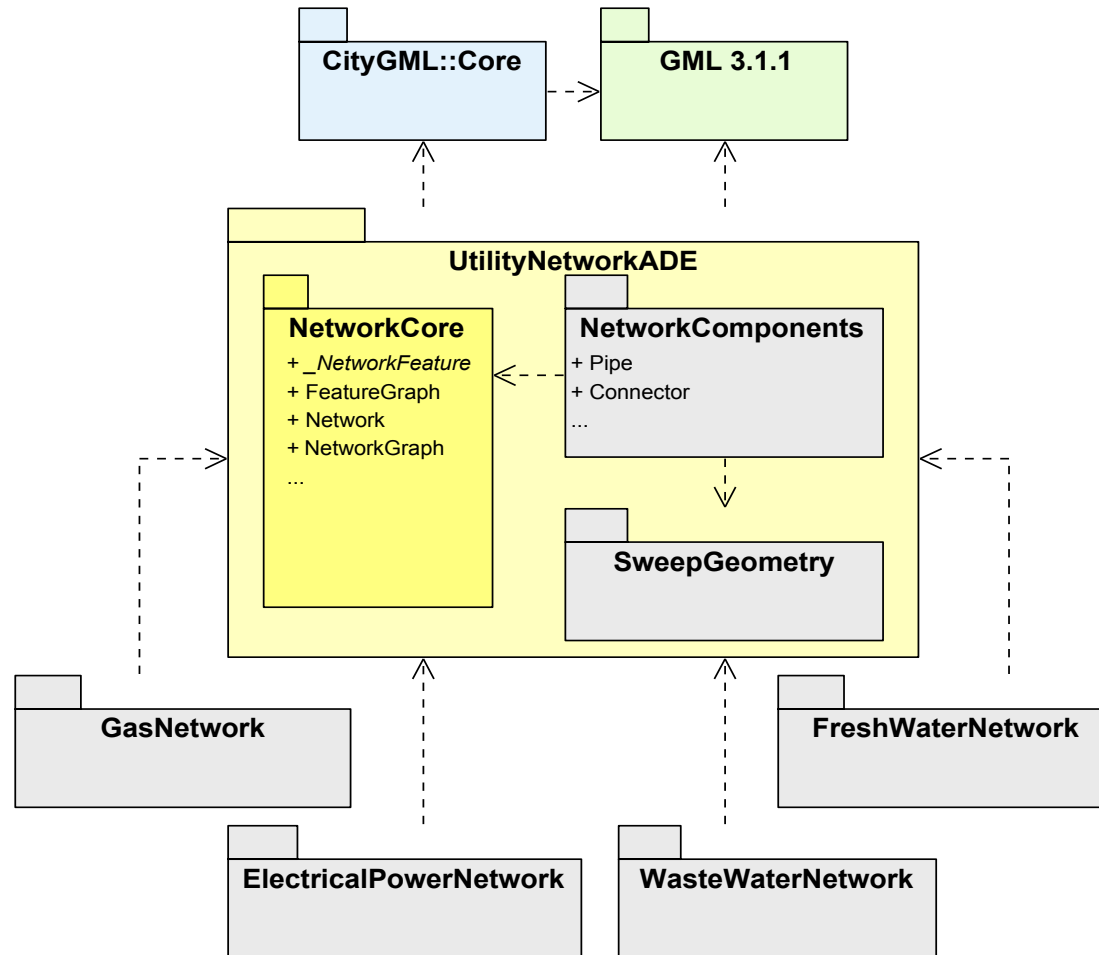 CityGML::Core
GML 3.1.1
UtilityNetworkADE
NetworkCore
+ _NetworkFeature
+ FeatureGraph
+ Network
+ NetworkGraph
...
NetworkComponents
+ Pipe
+ Connector
...
SweepGeometry
GasNetwork
FreshWaterNetwork
ElectricalPowerNetwork
WasteWaterNetwork